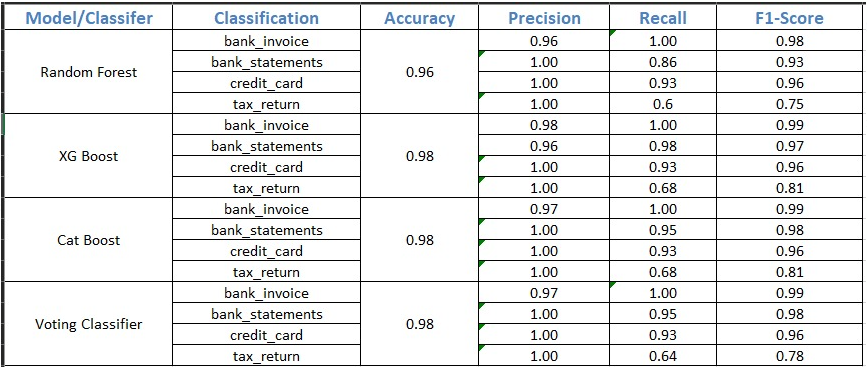 Model/Classifer Classification Accuracy Precision Recall F1-Score
Random Forest bank_invoice 0.96 0.96 1.00 0.98
bank_statements 1.00 0.86 0.93
credit_card 1.00 0.93 0.96
tax_return 1.00 0.6 0.75
XG Boost bank_invoice 0.98 0.98 1.00 0.99
bank_statements 0.96 0.98 0.97
credit_card 1.00 0.93 0.96
tax_return 1.00 0.68 0.81
Cat Boost bank_invoice 0.98 0.97 1.00 0.99
bank_statements 1.00 0.95 0.98
credit_card 1.00 0.93 0.96
tax_return 1.00 0.68 0.81
Voting Classifier bank_invoice 0.98 0.97 1.00 0.99
bank_statements 1.00 0.95 0.98
credit_card 1.00 0.93 0.96
tax_return 1.00 0.64 0.78